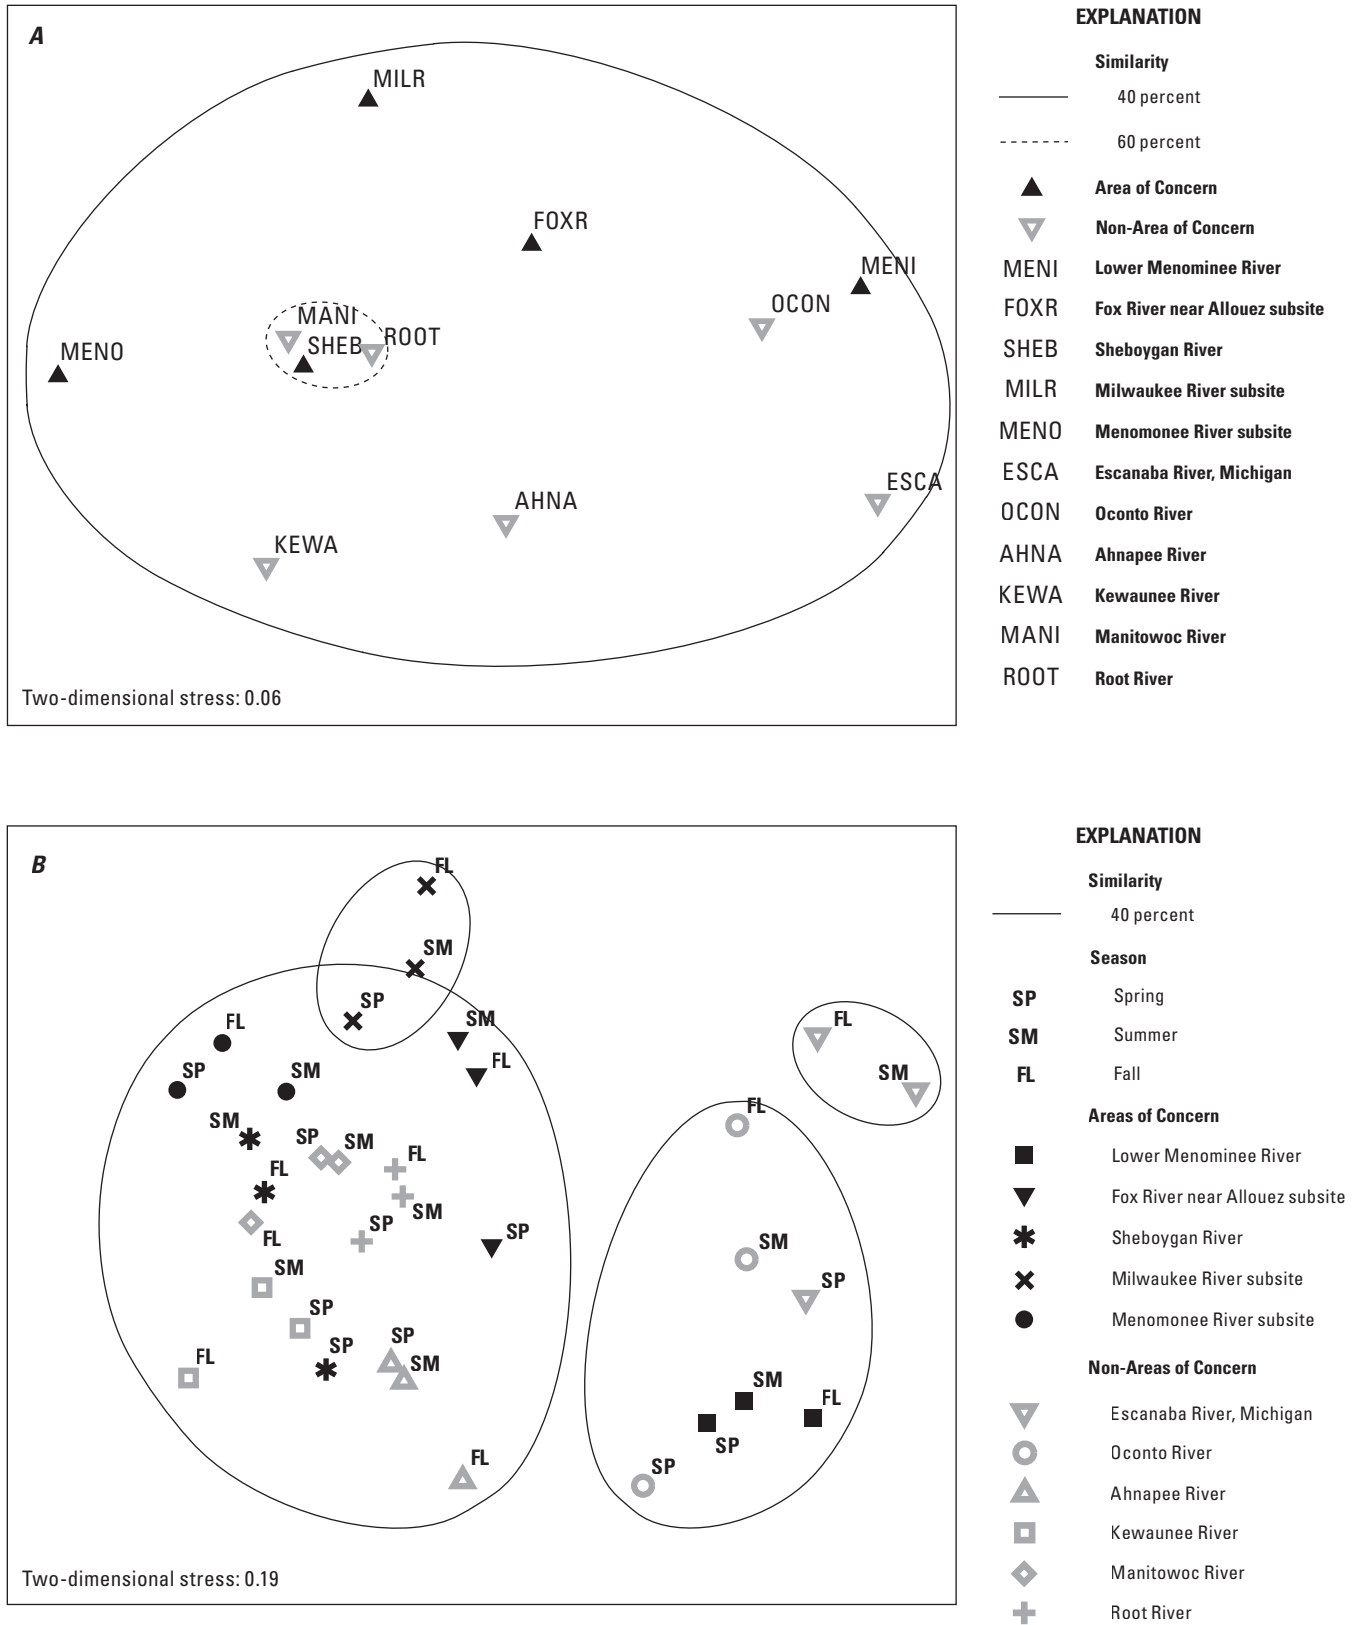 A
MILR
FOXR
MENI
OCON
MANI
ROOT
SHEB
MENO
ESCA
AHNA
KEWA
Two-dimensional stress: 0.06
EXPLANATION
Similarity
40 percent
60 percent
Area of Concern
Non-Area of Concern
MENI Lower Menominee River
FOXR Fox River near Allouez subsite
SHEB Sheboygan River
MILR Milwaukee River subsite
MENO Menomonee River subsite
ESCA Escanaba River, Michigan
OCON Oconto River
AHNA Ahnapee River
KEWA Kewaunee River
MANI Manitowoc River
ROOT Root River
B
FL
SM
SP
SM
FL
FL
SP
SM
SM
SP
SM
FL
FL
SM
FL
SP
SP
SM
SP
SP
SP
SM
FL
FL
FL
SM
FL
SM
SP
SM
FL
SP
SP
Two-dimensional stress: 0.19
EXPLANATION
Similarity
40 percent
Season
SP Spring
SM Summer
FL Fall
Areas of Concern
Lower Menominee River
Fox River near Allouez subsite
Sheboygan River
Milwaukee River subsite
Menomonee River subsite
Non-Areas of Concern
Escanaba River, Michigan
Oconto River
Ahnapee River
Kewaunee River
Manitowoc River
Root River